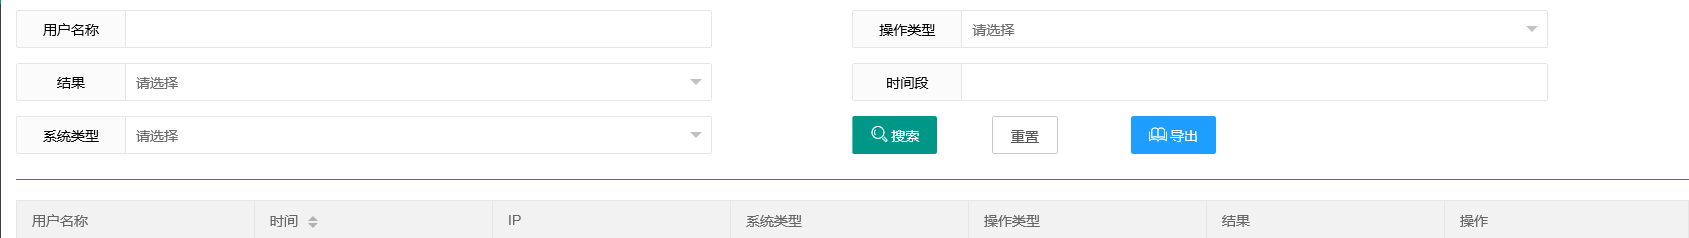 用户名称
操作类型 请选择
结果 请选择
时间段
系统类型 请选择
搜索 重置 导出
用户名称 时间 IP 系统类型 操作类型 结果 操作